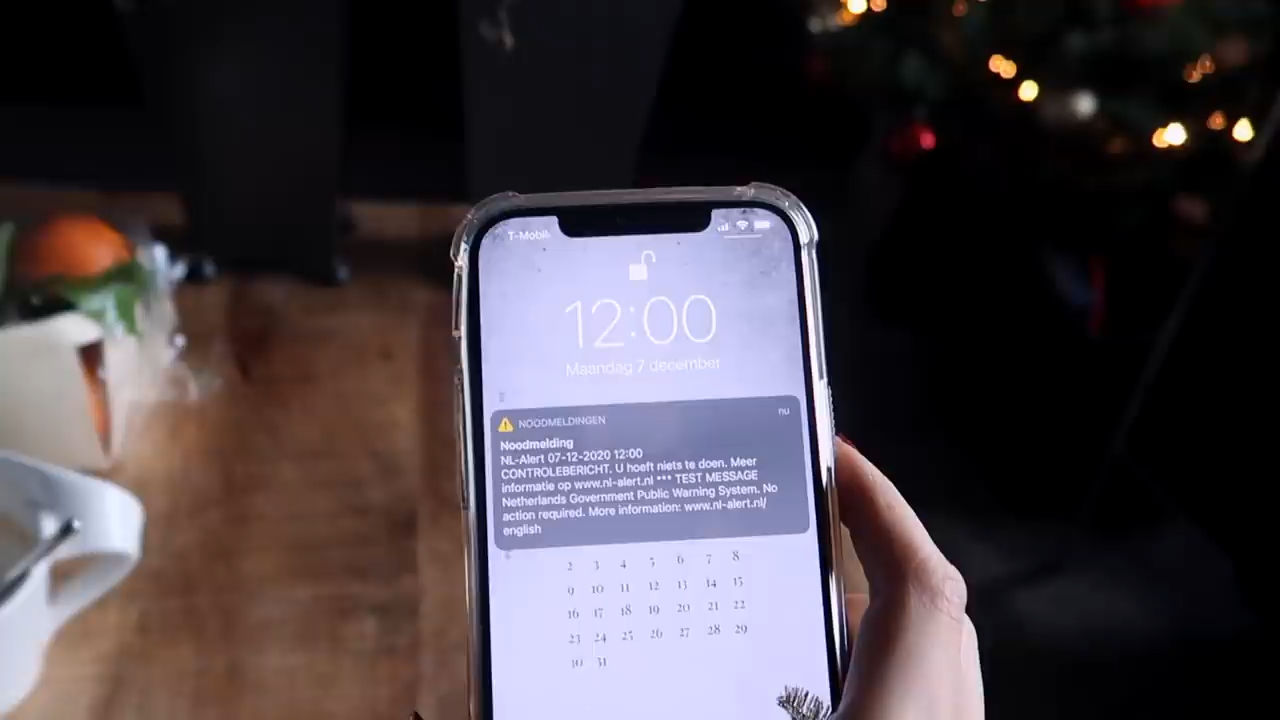 T-Mobile
12:00
Maandag 7 december
NOODMELDINGEN nu
Noodmelding
NL-Alert 07-12-2020 12:00
CONTROLEBERICHT. U hoeft niets te doen. Meer
informatie op www.nl-alert.nl *** TEST MESSAGE
Netherlands Government Public Warning System. No
action required. More information: www.nl-alert.nl/
english
2 3 4 5 6 7 8
9 10 11 12 13 14 15
16 17 18 19 20 21 22
23 24 25 26 27 28 29
30 31